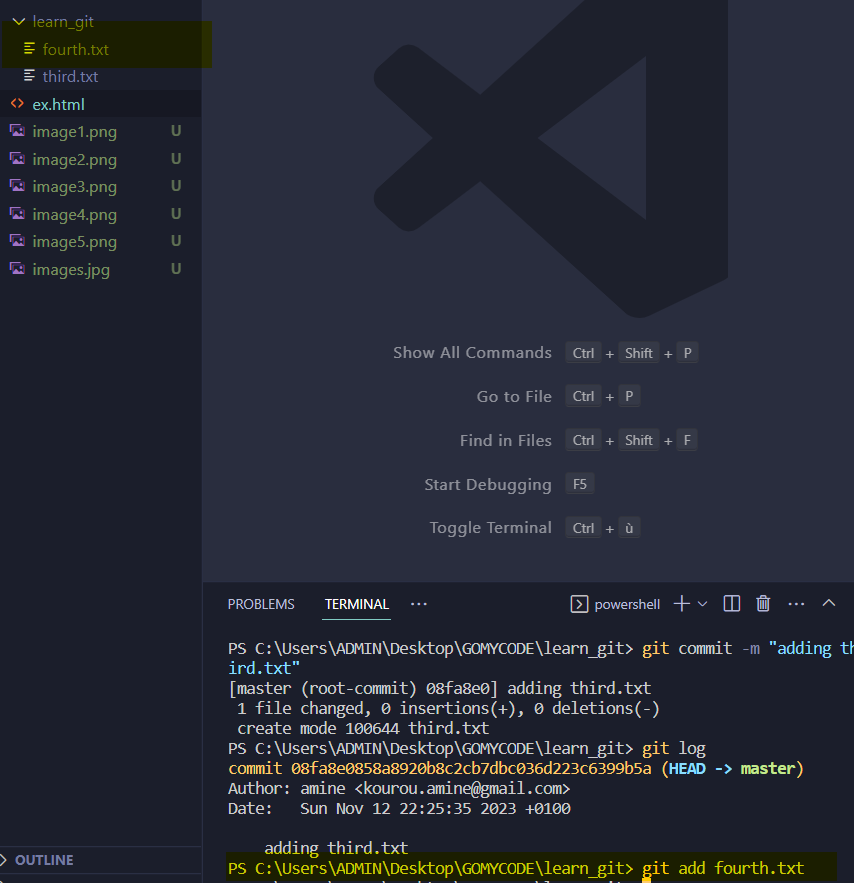 learn_git
fourth.txt
third.txt
<> ex.html
image1.png U
image2.png U
image3.png U
image4.png U
image5.png U
images.jpg U
Show All Commands Ctrl + Shift + P
Go to File Ctrl + P
Find in Files Ctrl + Shift + F
Start Debugging F5
Toggle Terminal Ctrl + ù
PROBLEMS TERMINAL ··· powershell
PS C:\Users\ADMIN\Desktop\GOMYCODE\learn_git> git commit -m "adding th
ird.txt"
[master (root-commit) 08fa8e0] adding third.txt
1 file changed, 0 insertions(+), 0 deletions(-)
create mode 100644 third.txt
PS C:\Users\ADMIN\Desktop\GOMYCODE\learn_git> git log
commit 08fa8e0858a8920b8c2cb7dbc036d223c6399b5a (HEAD -> master)
Author: amine <kourou.amine@gmail.com>
Date: Sun Nov 12 22:25:35 2023 +0100
adding third.txt
PS C:\Users\ADMIN\Desktop\GOMYCODE\learn_git> git add fourth.txt
OUTLINE